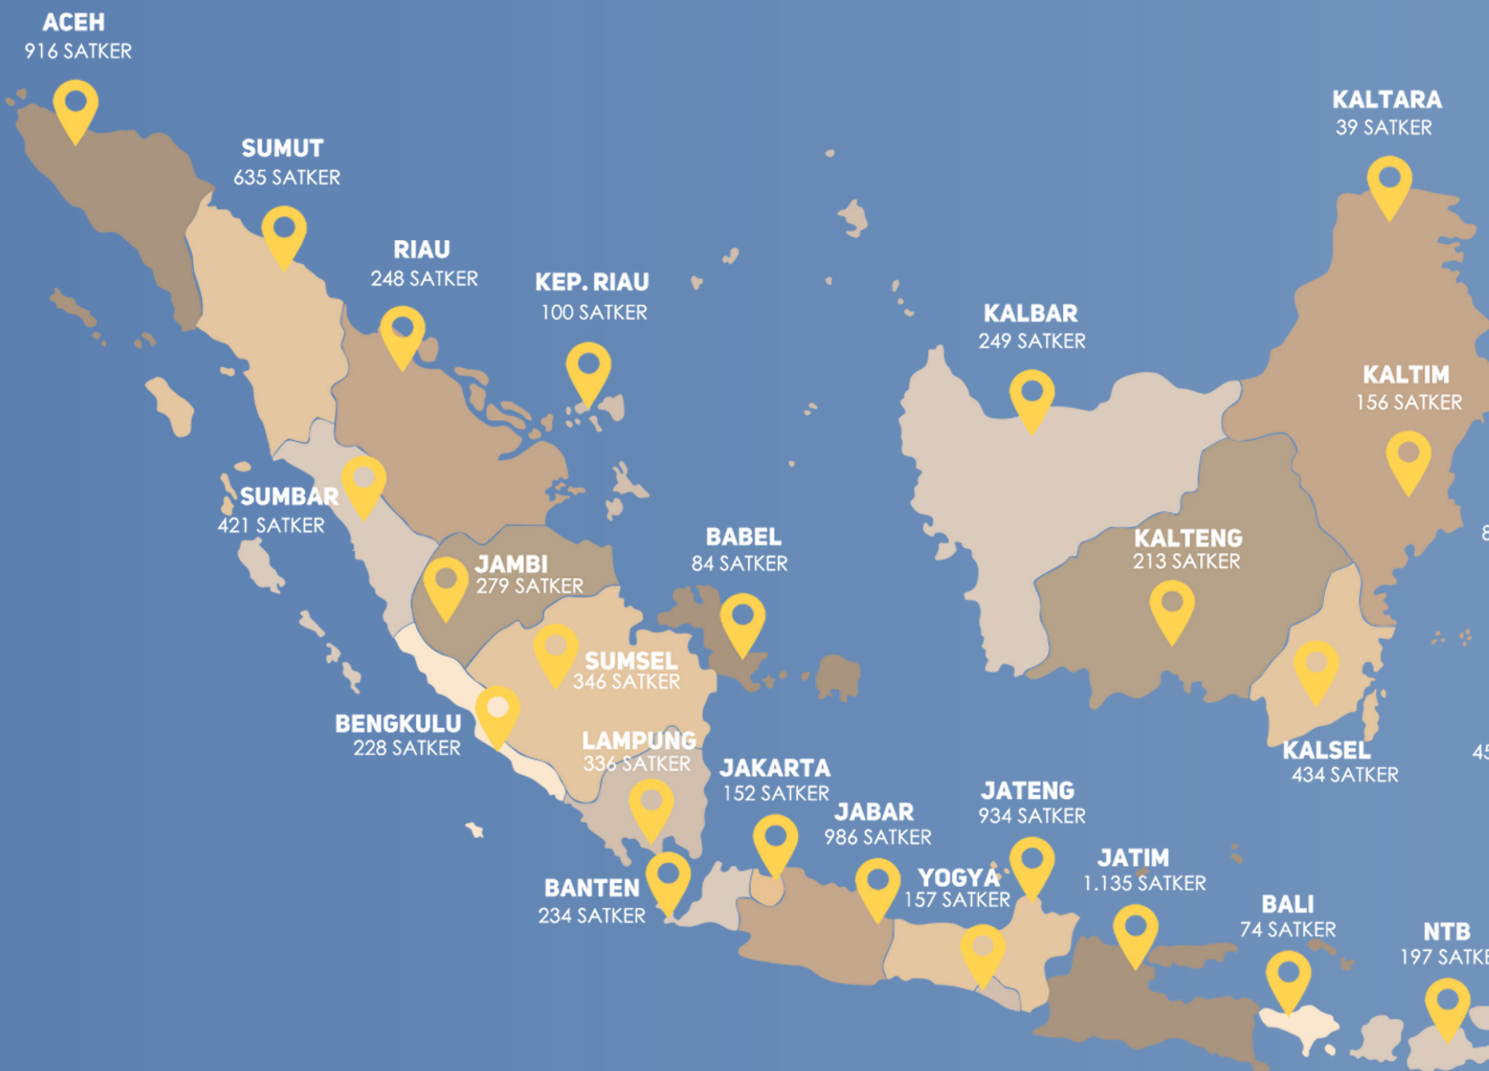 ACEH
916 SATKER
SUMUT
635 SATKER
RIAU
248 SATKER
KEP. RIAU
100 SATKER
KALTARA
39 SATKER
KALBAR
249 SATKER
KALTIM
156 SATKER
SUMBAR
421 SATKER
JAMBI
279 SATKER
BABEL
84 SATKER
KALTENG
213 SATKER
SUMSEL
346 SATKER
BENGKULU
228 SATKER
LAMPUNG
336 SATKER
KALSEL
434 SATKER
JAKARTA
152 SATKER
JABAR
986 SATKER
JATENG
934 SATKER
BANTEN
234 SATKER
YOGYA
157 SATKER
JATIM
1.135 SATKER
BALI
74 SATKER
NTB
197 SATKE